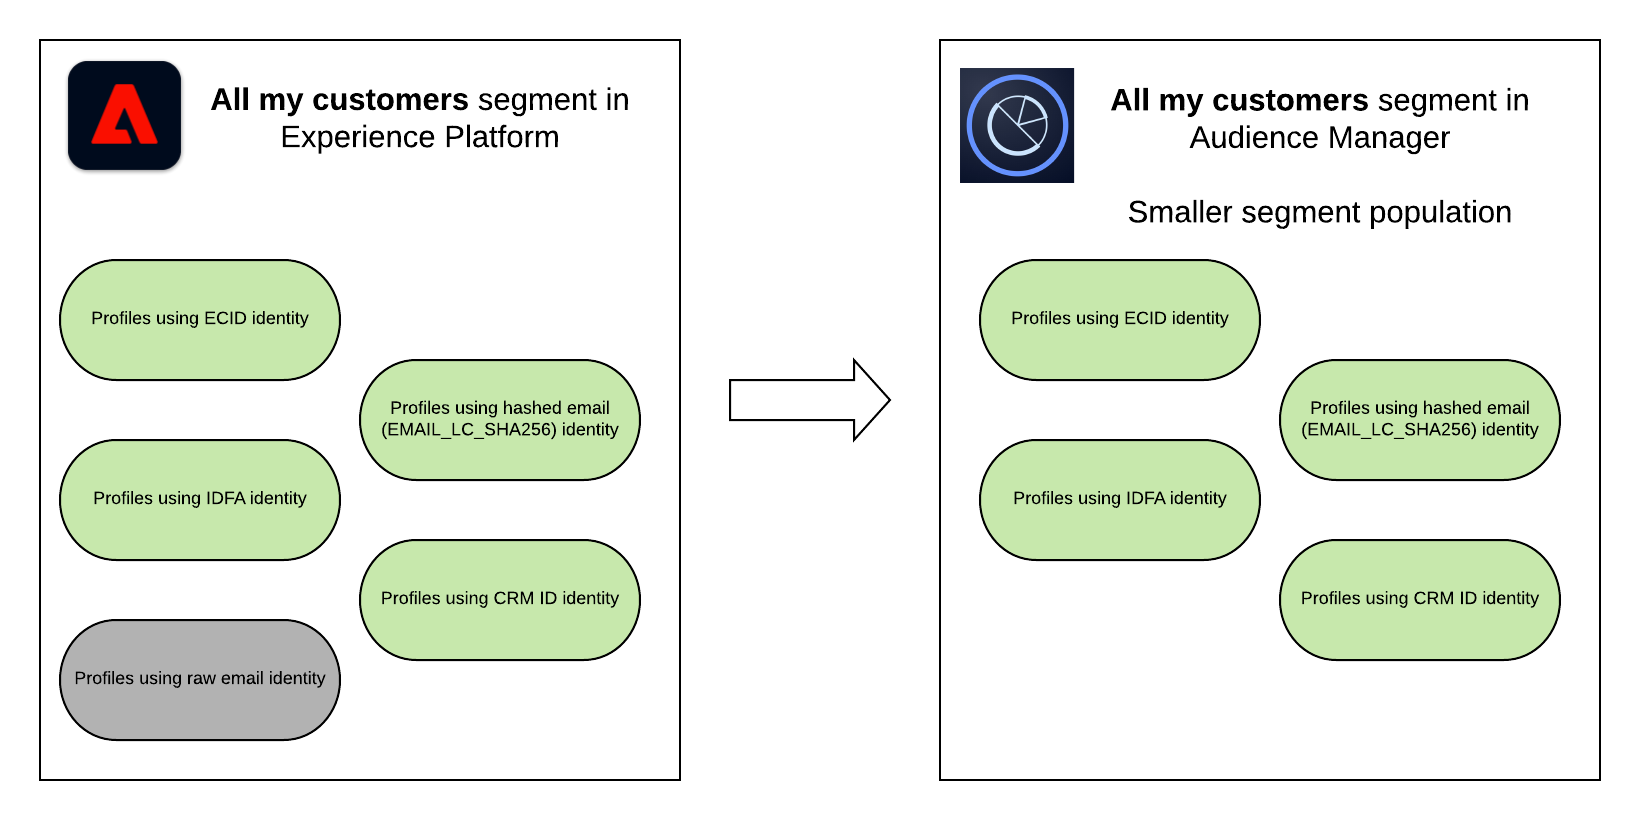 All my customers segment in
Experience Platform
Profiles using ECID identity
Profiles using hashed email
(EMAIL_LC_SHA256) identity
Profiles using IDFA identity
Profiles using CRM ID identity
Profiles using raw email identity
All my customers segment in
Audience Manager
Smaller segment population
Profiles using ECID identity
Profiles using hashed email
(EMAIL_LC_SHA256) identity
Profiles using IDFA identity
Profiles using CRM ID identity